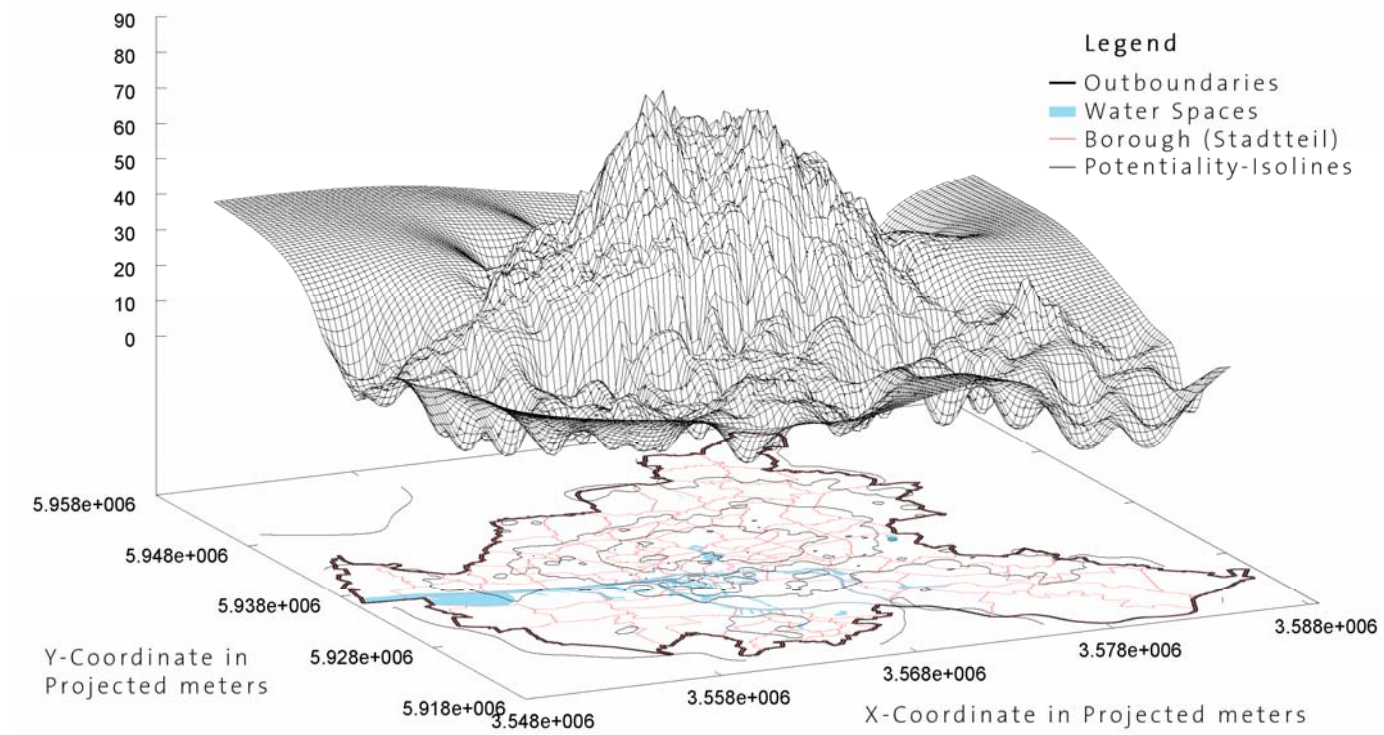 90
80
70
60
50
40
30
20
10
0
Legend
Outboundaries
Water Spaces
Borough (Stadtteil)
Potentiality-Isolines
5.958e+006
5.948e+006
5.938e+006
5.928e+006
5.918e+006
Y-Coordinate in
Projected meters
3.548e+006
3.558e+006
3.568e+006
3.578e+006
3.588e+006
X-Coordinate in Projected meters